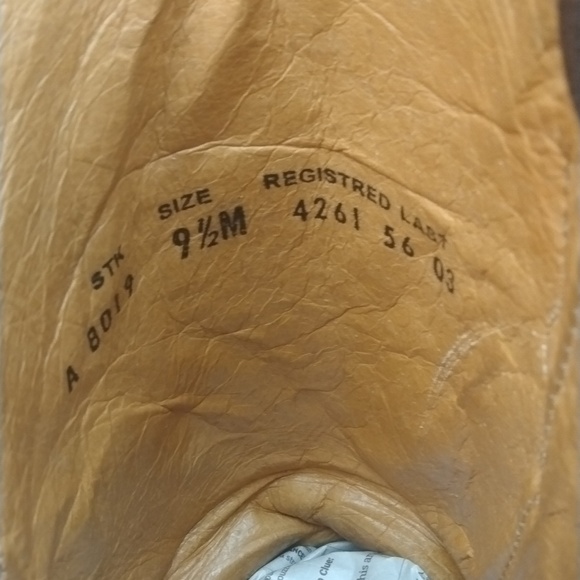 STK SIZE REGISTRED LAST
A 8019 9½M 4261 56 03